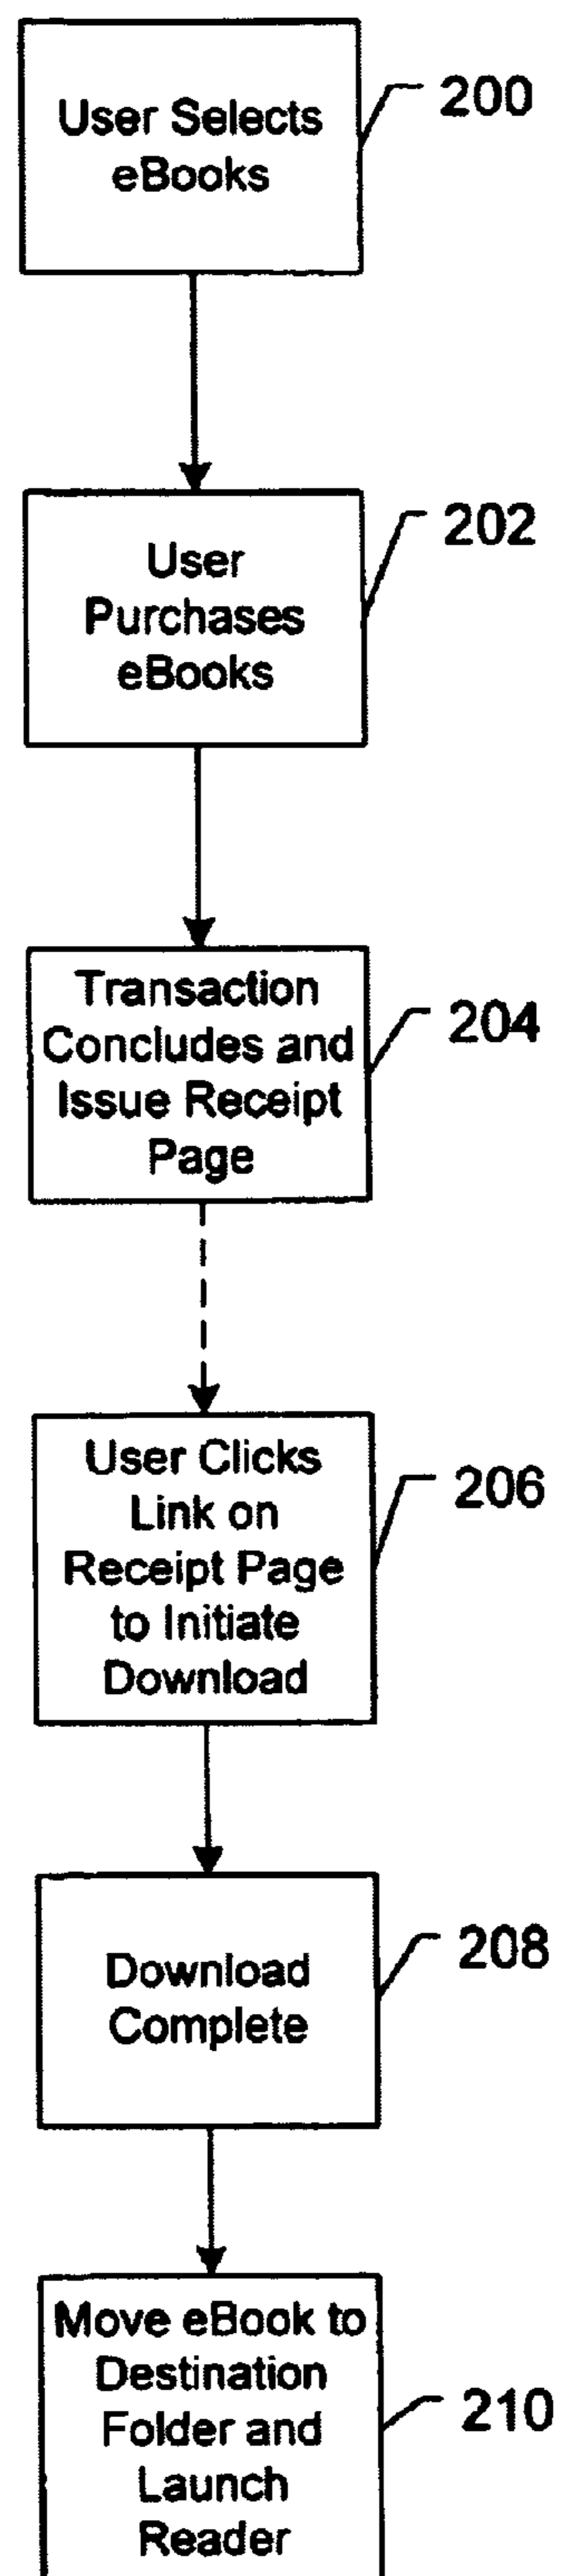 User Selects
eBooks
200
User
Purchases
eBooks
202
Transaction
Concludes and
Issue Receipt
Page
204
User Clicks
Link on
Receipt Page
to Initiate
Download
206
Download
Complete
208
Move eBook to
Destination
Folder and
Launch
Reader
210